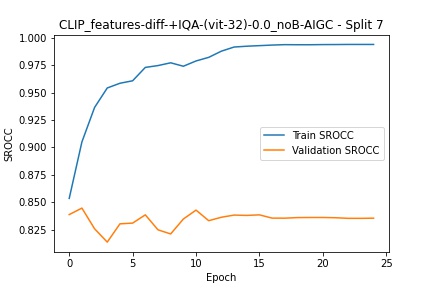 CLIP_features-diff-+IQA-(vit-32)-0.0_noB-AIGC - Split 7
1.000
0.975
0.950
0.925
0.900
0.875
0.850
0.825
SROCC
Train SROCC
Validation SROCC
0 5 10 15 20 25
Epoch